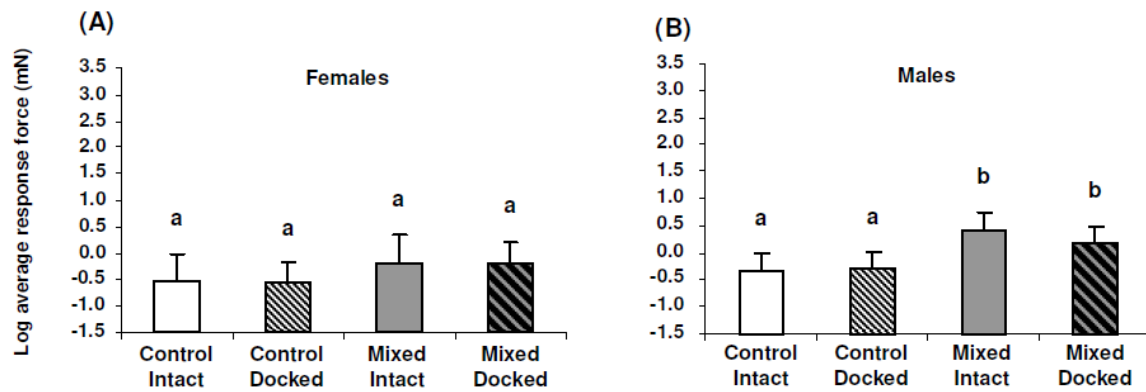 (A)
Log average response force (mN)
Females
3.5
3.0
2.5
2.0
1.5
1.0
0.5
0.0
-0.5
-1.0
-1.5
a
a
a
a
Control
Intact
Control
Docked
Mixed
Intact
Mixed
Docked
(B)
Males
3.5
3.0
2.5
2.0
1.5
1.0
0.5
0.0
-0.5
-1.0
-1.5
a
a
b
b
Control
Intact
Control
Docked
Mixed
Intact
Mixed
Docked